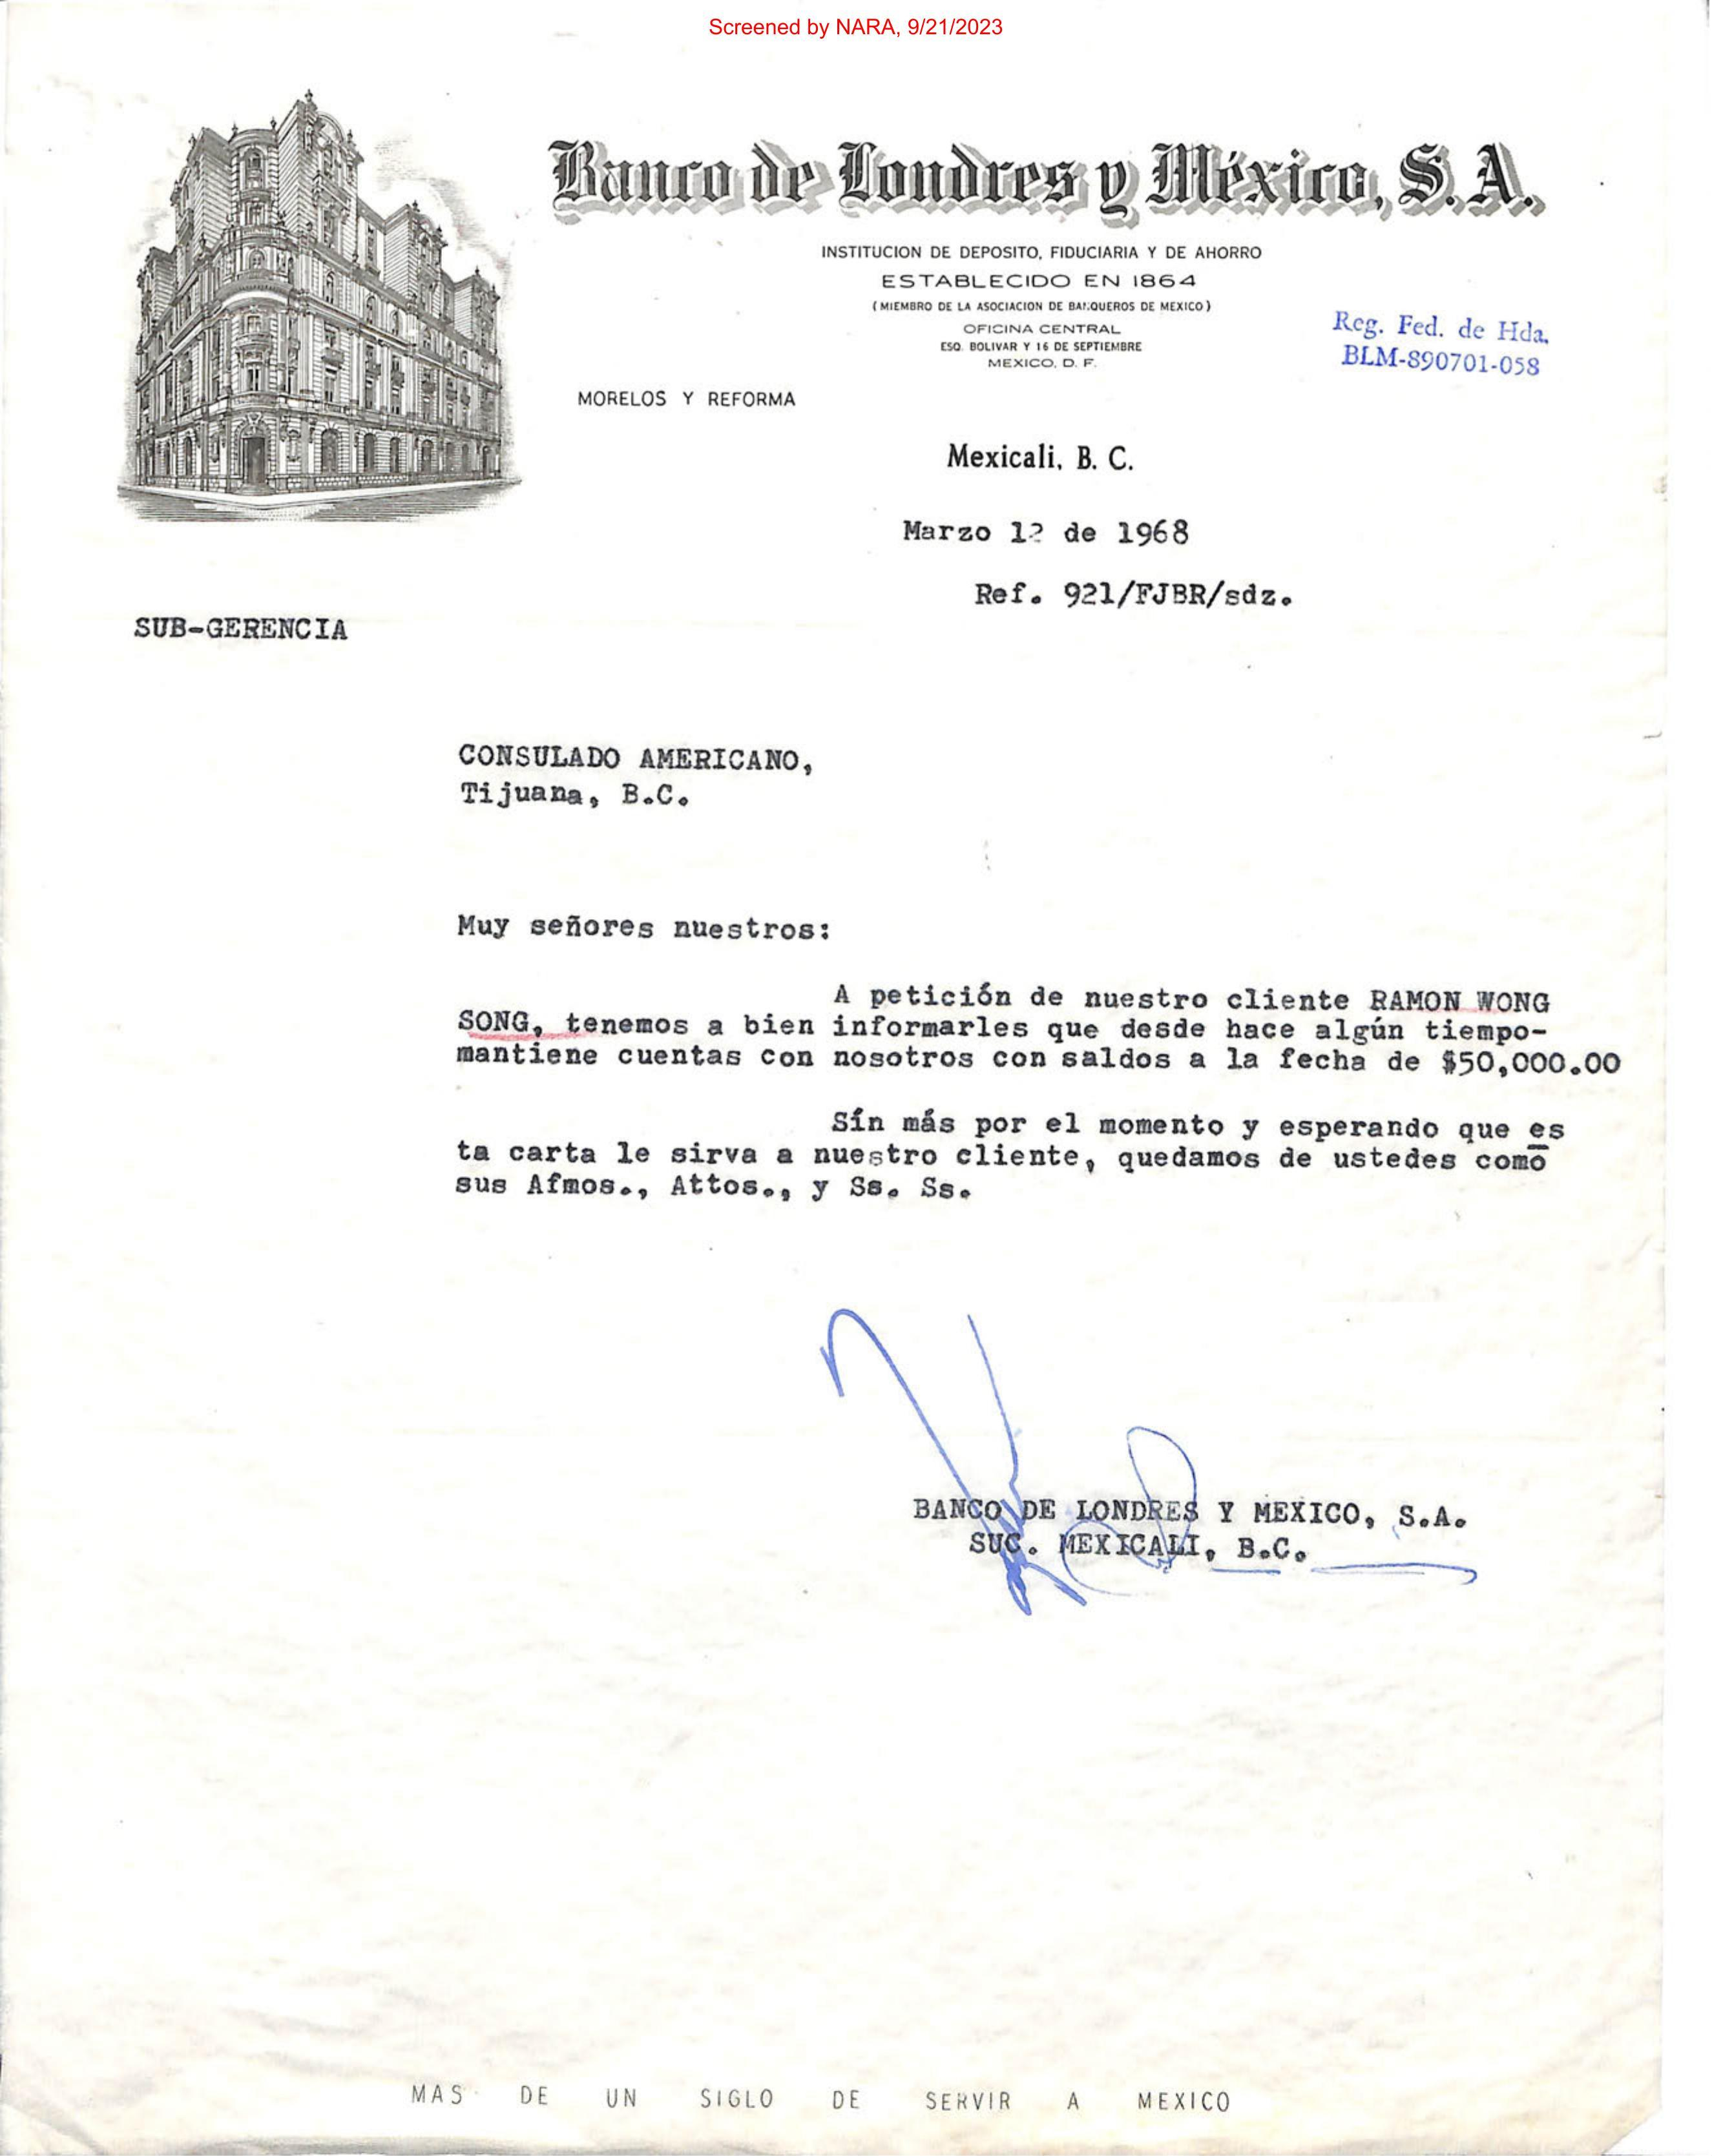 Screened by NARA, 9/21/2023
Banco de Londres y México, S.A.
INSTITUCION DE DEPOSITO, FIDUCIARIA Y DE AHORRO
ESTABLECIDO EN 1864
(MIEMBRO DE LA ASOCIACION DE BANQUEROS DE MEXICO)
OFICINA CENTRAL
ESQ. BOLIVAR Y 16 DE SEPTIEMBRE
MEXICO, D. F.
Reg. Fed. de Hda.
BLM-890701-058
MORELOS Y REFORMA
Mexicali, B. C.
Marzo de 1968
Ref. 921/FJBR/sdz.
SUB-GERENCIA
CONSULADO AMERICANO,
Tijuana, B.C.
Muy señores nuestros:
A petición de nuestro cliente RAMON WONG
SONG, tenemos a bien informarles que desde hace algún tiempo-
mantiene cuentas con nosotros con saldos a la fecha de $50,000.00
Sín más por el momento y esperando que es
ta carta le sirva a nuestro cliente, quedamos de ustedes como
sus Afmos., Attos., y Ss. Ss.
BANCO DE LONDRES Y MEXICO, S.A.
SUC. MEXICALI, B.C.
MAS DE UN SIGLO DE SERVIR A MEXICO